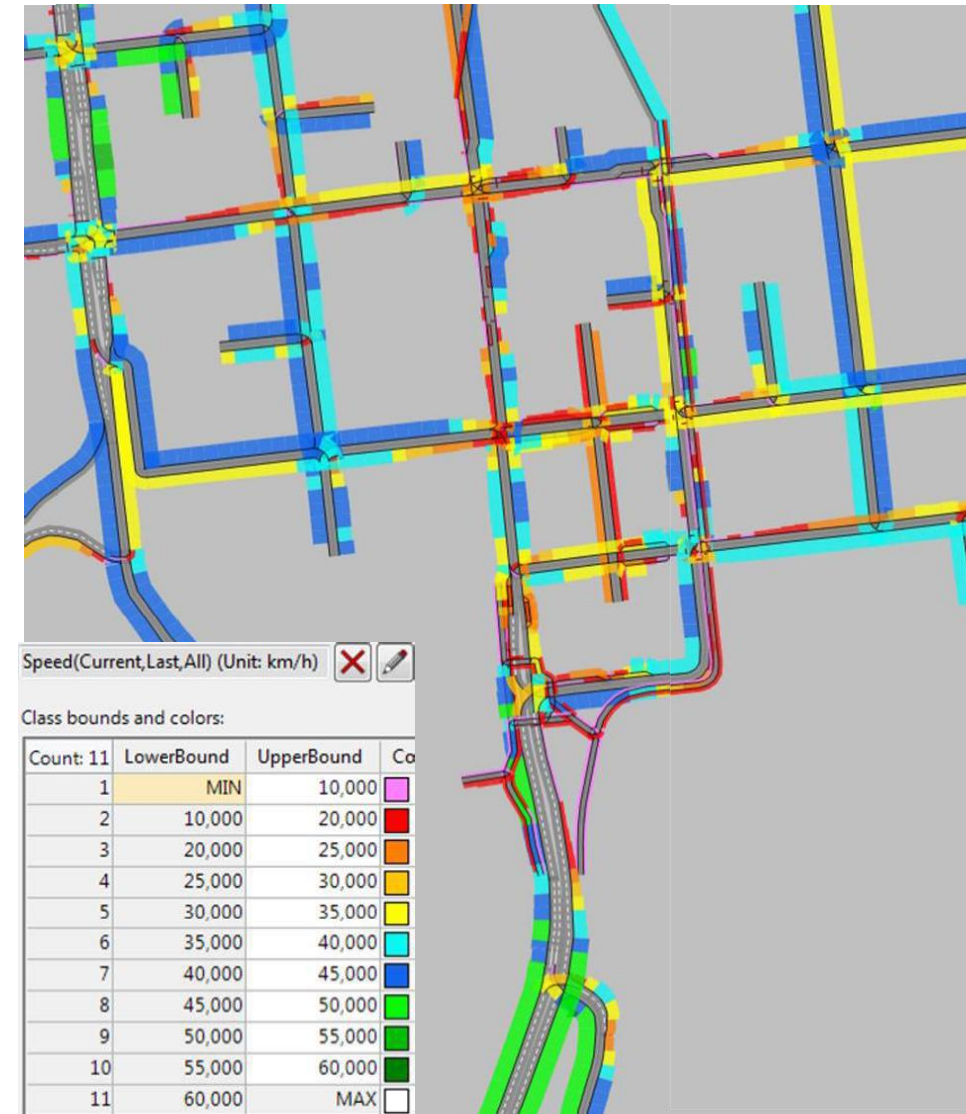 Speed(Current,Last,All) (Unit: km/h)
Class bounds and colors:
Count: 11 LowerBound UpperBound Co
1 MIN 10,000
2 10,000 20,000
3 20,000 25,000
4 25,000 30,000
5 30,000 35,000
6 35,000 40,000
7 40,000 45,000
8 45,000 50,000
9 50,000 55,000
10 55,000 60,000
11 60,000 MAX